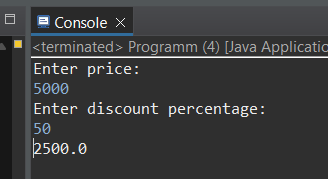 Console
<terminated> Programm (4) [Java Applicatio
Enter price:
5000
Enter discount percentage:
50
2500.0